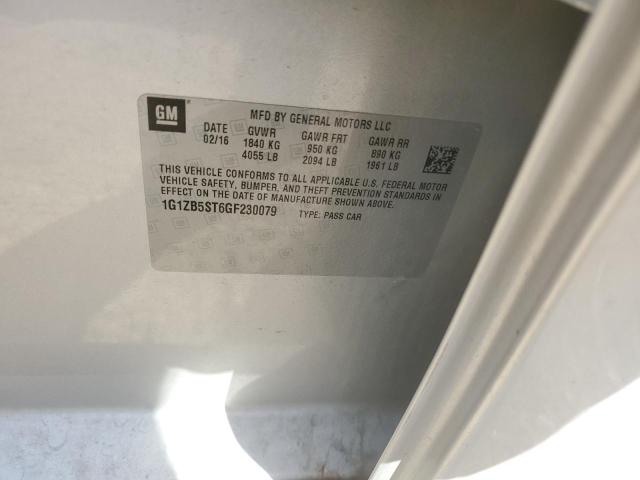 GM
MFD BY GENERAL MOTORS LLC
DATE GVWR GAWR FRT GAWR RR
02/16 1840 KG 950 KG 890 KG
4055 LB 2094 LB 1961 LB
THIS VEHICLE CONFORMS TO ALL APPLICABLE U.S. FEDERAL MOTOR
VEHICLE SAFETY, BUMPER, AND THEFT PREVENTION STANDARDS IN
EFFECT ON THE DATE OF MANUFACTURE SHOWN ABOVE.
1G1ZB5ST6GF230079 TYPE: PASS CAR